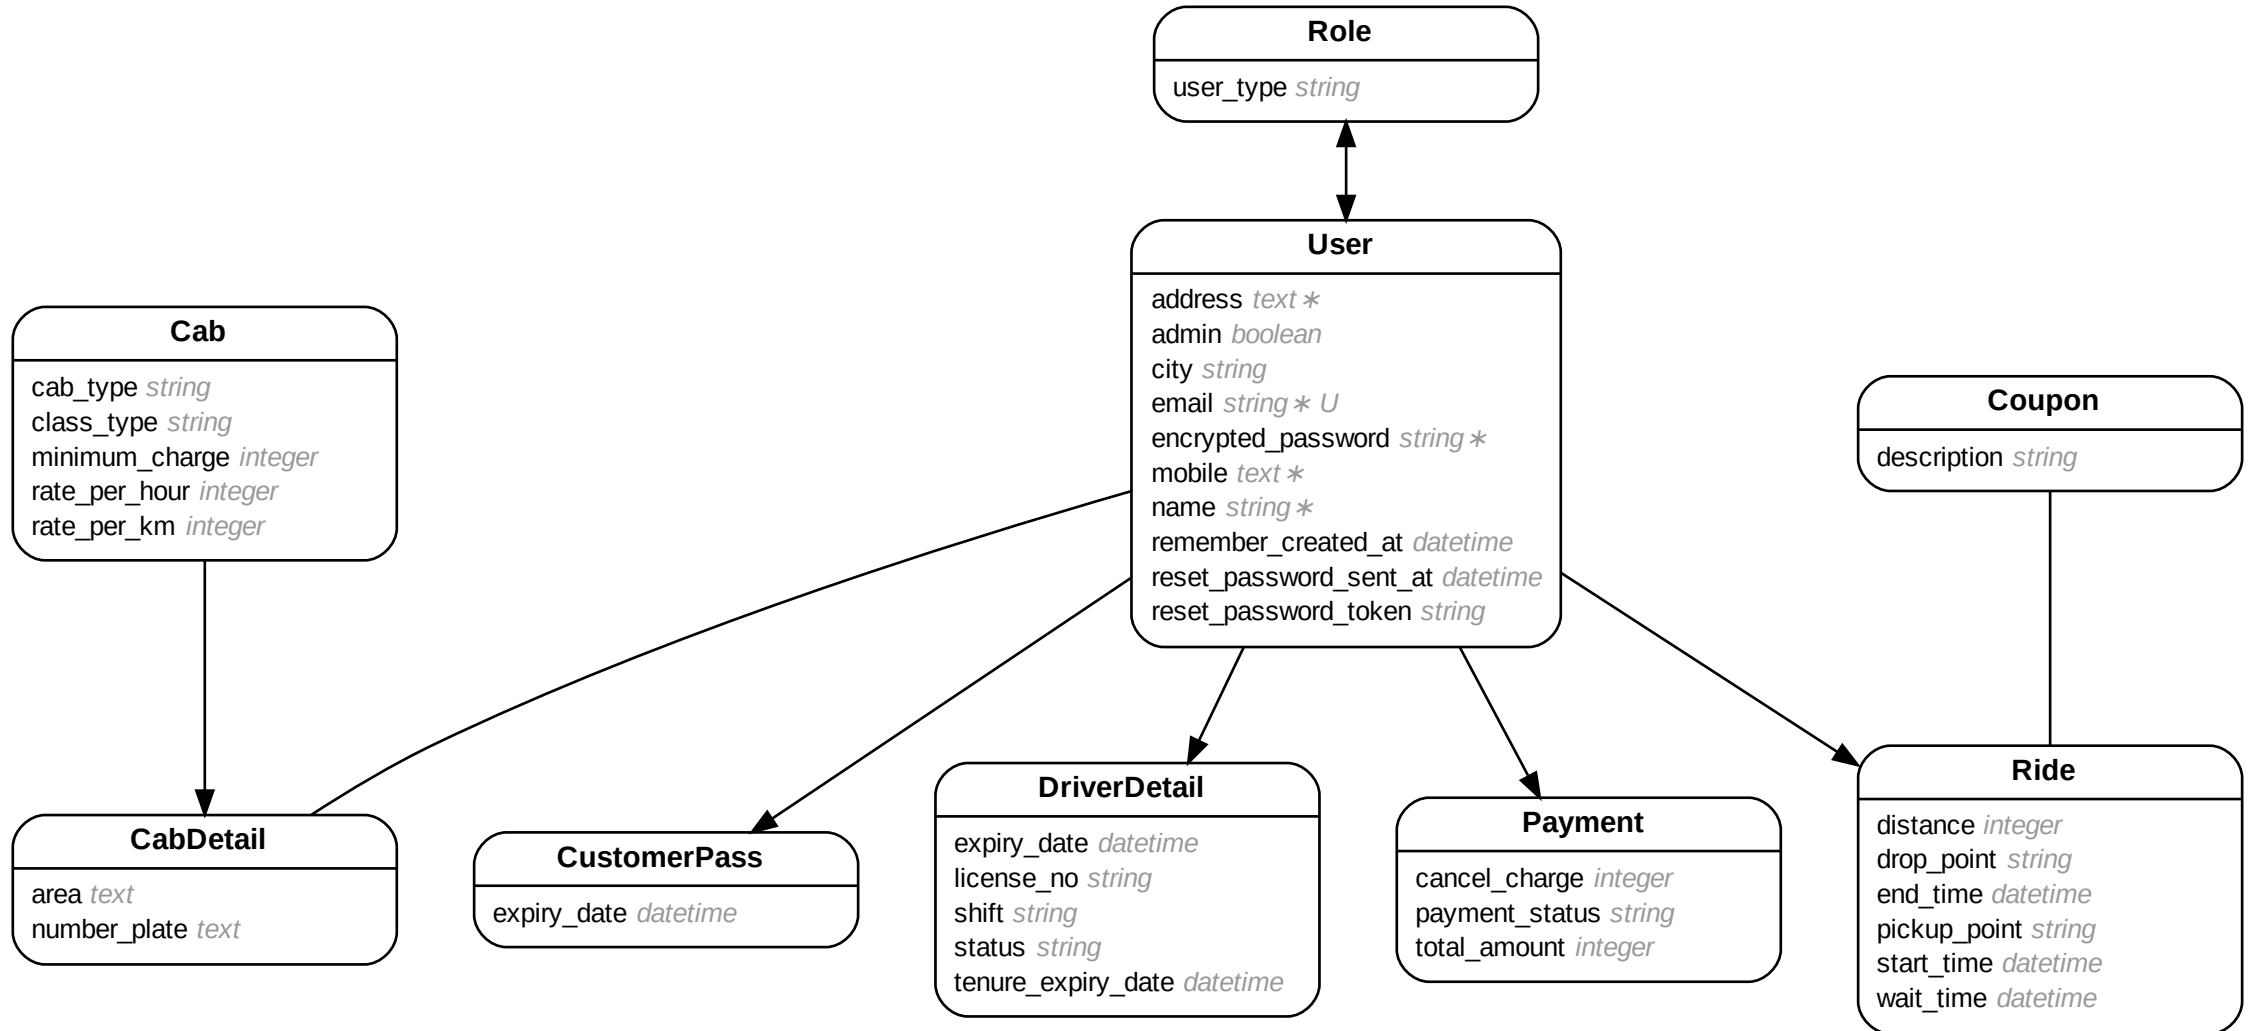 Role
user_type string
User
address text ∗
admin boolean
city string
email string ∗ U
encrypted_password string ∗
mobile text ∗
name string ∗
remember_created_at datetime
reset_password_sent_at datetime
reset_password_token string
Cab
cab_type string
class_type string
minimum_charge integer
rate_per_hour integer
rate_per_km integer
Coupon
description string
CabDetail
area text
number_plate text
CustomerPass
expiry_date datetime
DriverDetail
expiry_date datetime
license_no string
shift string
status string
tenure_expiry_date datetime
Payment
cancel_charge integer
payment_status string
total_amount integer
Ride
distance integer
drop_point string
end_time datetime
pickup_point string
start_time datetime
wait_time datetime